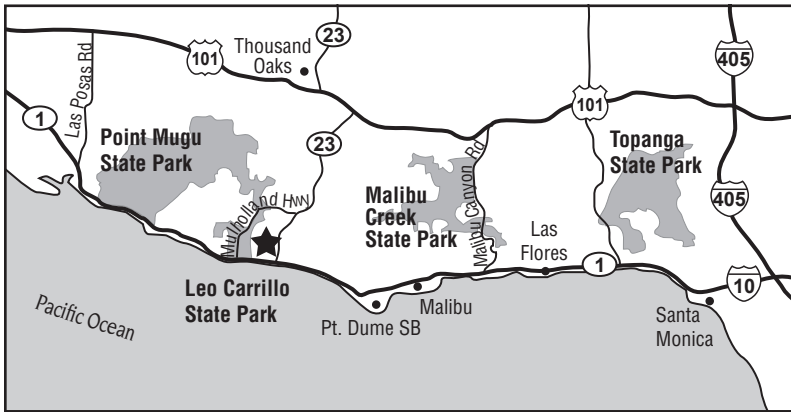 23
Thousand
Oaks
101
405
Las Posas Rd
1
101
23
Point Mugu
State Park
Topanga
State Park
Malibu Canyon Rd
Mulholland Hwy
Malibu
Creek
State Park
405
Las
Flores
1
10
Leo Carrillo
State Park
Malibu
Pt. Dume SB
Pacific Ocean
Santa
Monica